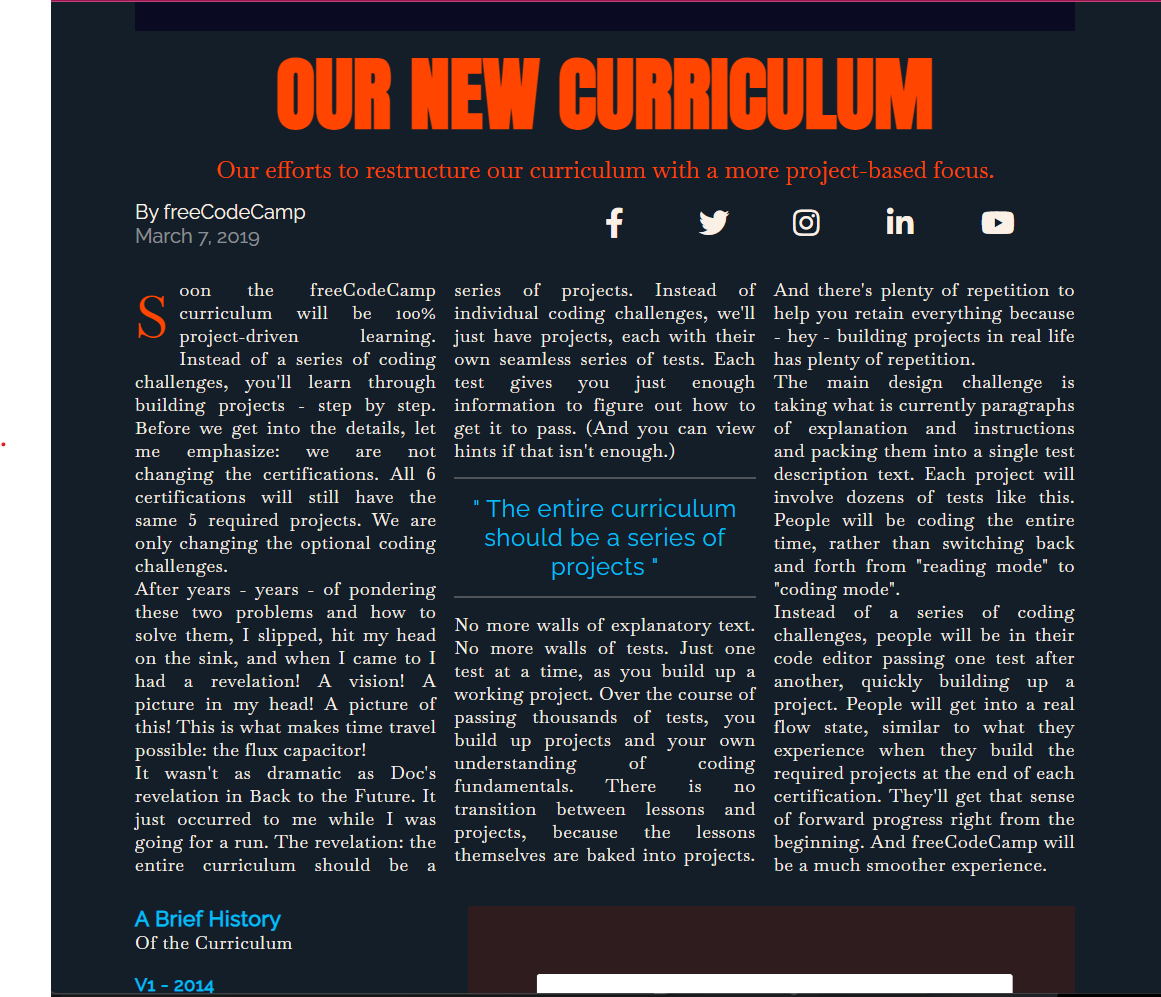 OUR NEW CURRICULUM
Our efforts to restructure our curriculum with a more project-based focus.
By freeCodeCamp
March 7, 2019
Soon the freeCodeCamp
curriculum will be 100%
project-driven learning.
Instead of a series of coding
challenges, you'll learn through
building projects - step by step.
Before we get into the details, let
me emphasize: we are not
changing the certifications. All 6
certifications will still have the
same 5 required projects. We are
only changing the optional coding
challenges.
After years - years - of pondering
these two problems and how to
solve them, I slipped, hit my head
on the sink, and when I came to I
had a revelation! A vision! A
picture in my head! A picture of
this! This is what makes time travel
possible: the flux capacitor!
It wasn't as dramatic as Doc's
revelation in Back to the Future. It
just occurred to me while I was
going for a run. The revelation: the
entire curriculum should be a
series of projects. Instead of
individual coding challenges, we'll
just have projects, each with their
own seamless series of tests. Each
test gives you just enough
information to figure out how to
get it to pass. (And you can view
hints if that isn't enough.)
" The entire curriculum
should be a series of
projects "
No more walls of explanatory text.
No more walls of tests. Just one
test at a time, as you build up a
working project. Over the course of
passing thousands of tests, you
build up projects and your own
understanding of coding
fundamentals. There is no
transition between lessons and
projects, because the lessons
themselves are baked into projects.
And there's plenty of repetition to
help you retain everything because
- hey - building projects in real life
has plenty of repetition.
The main design challenge is
taking what is currently paragraphs
of explanation and instructions
and packing them into a single test
description text. Each project will
involve dozens of tests like this.
People will be coding the entire
time, rather than switching back
and forth from "reading mode" to
"coding mode".
Instead of a series of coding
challenges, people will be in their
code editor passing one test after
another, quickly building up a
project. People will get into a real
flow state, similar to what they
experience when they build the
required projects at the end of each
certification. They'll get that sense
of forward progress right from the
beginning. And freeCodeCamp will
be a much smoother experience.
A Brief History
Of the Curriculum
V1 - 2014